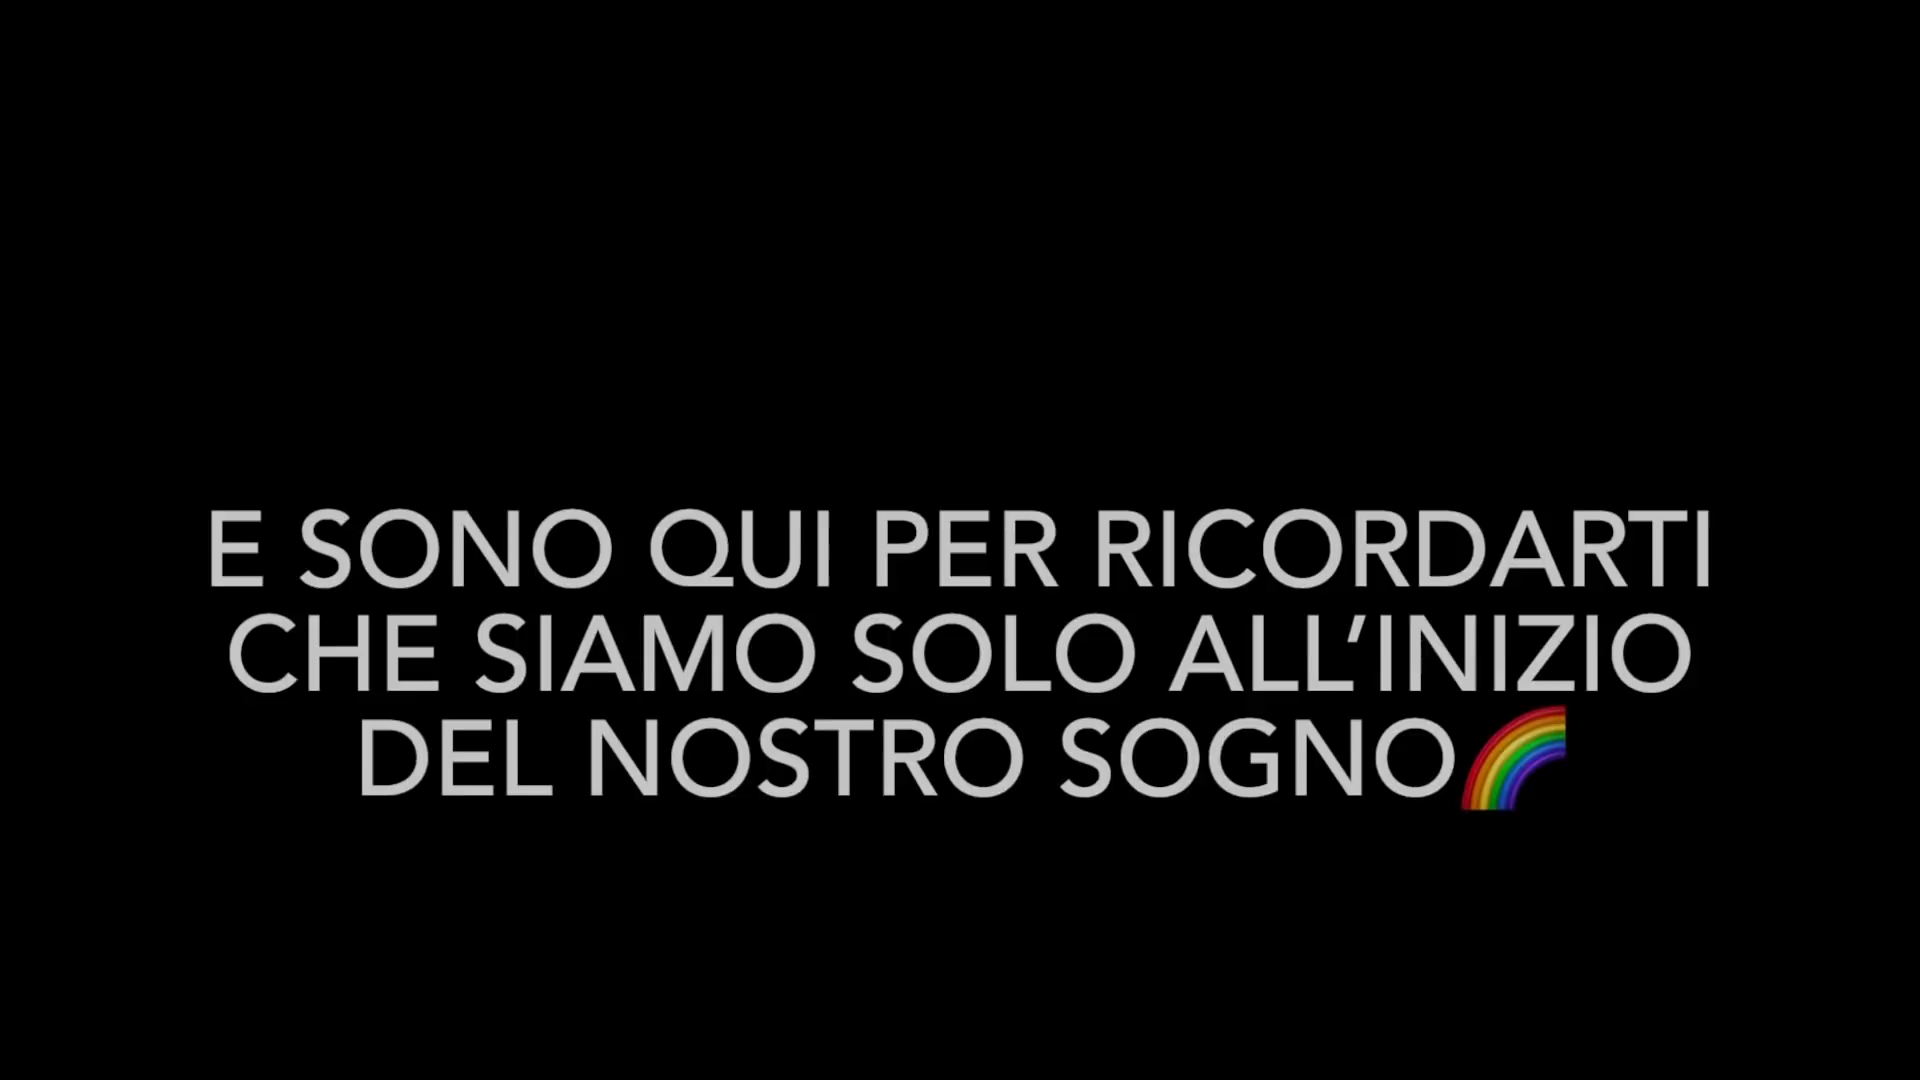 E SONO QUI PER RICORDARTI
CHE SIAMO SOLO ALL’INIZIO
DEL NOSTRO SOGNO🌈